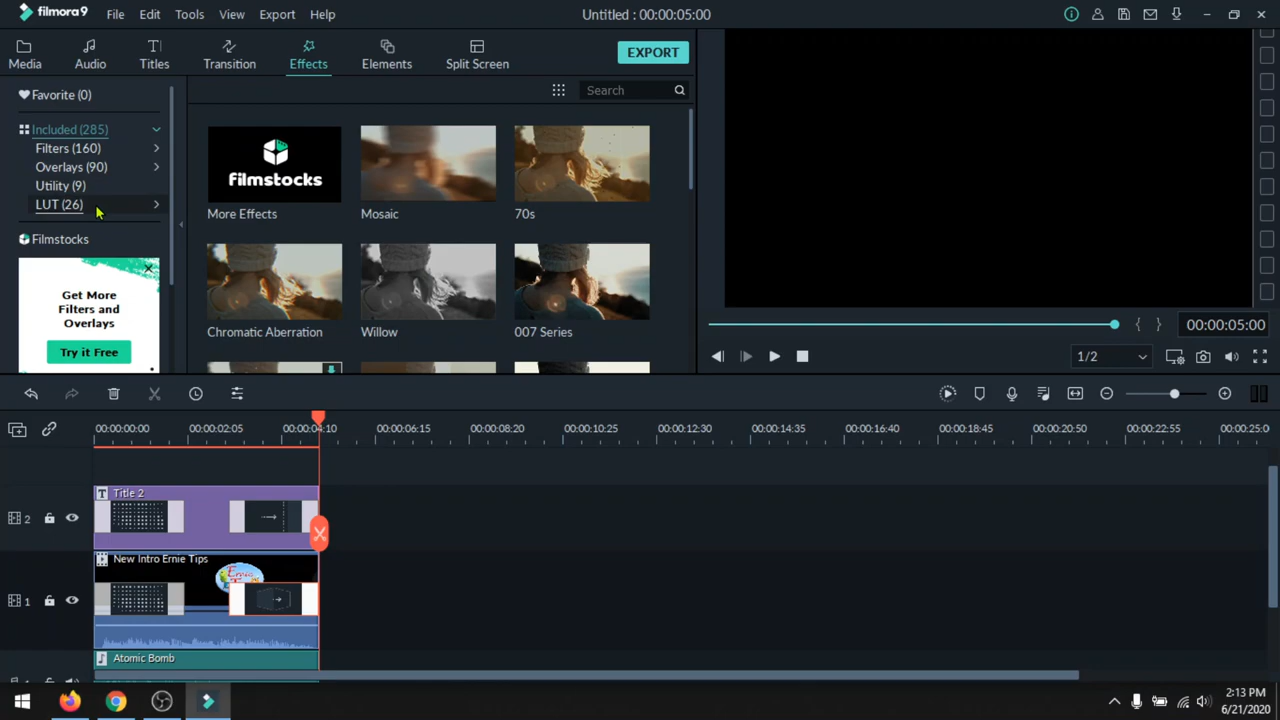 filmora9
File
Edit
Tools
View
Export
Help
Untitled : 00:00:05:00
Media
Audio
Titles
Transition
Effects
Elements
Split Screen
EXPORT
Favorite (0)
Search
Included (285)
Filters (160)
Overlays (90)
Utility (9)
LUT (26)
Filmstocks
Get More
Filters and
Overlays
Try it Free
filmstocks
More Effects
Mosaic
70s
Chromatic Aberration
Willow
007 Series
00:00:05:00
1/2
00:00:00:00
00:00:02:05
00:00:04:10
00:00:06:15
00:00:08:20
00:00:10:25
00:00:12:30
00:00:14:35
00:00:16:40
00:00:18:45
00:00:20:50
00:00:22:55
00:00:25:0
T Title 2
2
New Intro Ernie Tips
1
Atomic Bomb
2:13 PM
6/21/2020